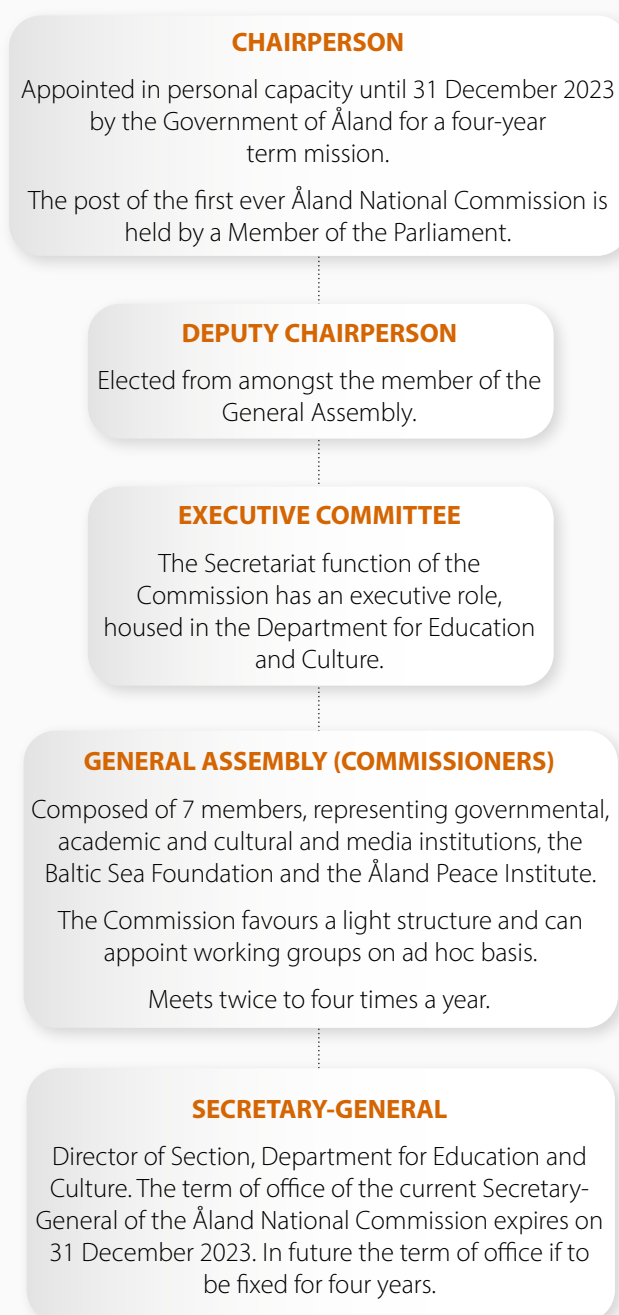 CHAIRPERSON
Appointed in personal capacity until 31 December 2023
by the Government of Åland for a four-year
term mission.
The post of the first ever Åland National Commission is
held by a Member of the Parliament.
DEPUTY CHAIRPERSON
Elected from amongst the member of the
General Assembly.
EXECUTIVE COMMITTEE
The Secretariat function of the
Commission has an executive role,
housed in the Department for Education
and Culture.
GENERAL ASSEMBLY (COMMISSIONERS)
Composed of 7 members, representing governmental,
academic and cultural and media institutions, the
Baltic Sea Foundation and the Åland Peace Institute.
The Commission favours a light structure and can
appoint working groups on ad hoc basis.
Meets twice to four times a year.
SECRETARY-GENERAL
Director of Section, Department for Education and
Culture. The term of office of the current Secretary-
General of the Åland National Commission expires on
31 December 2023. In future the term of office if to
be fixed for four years.